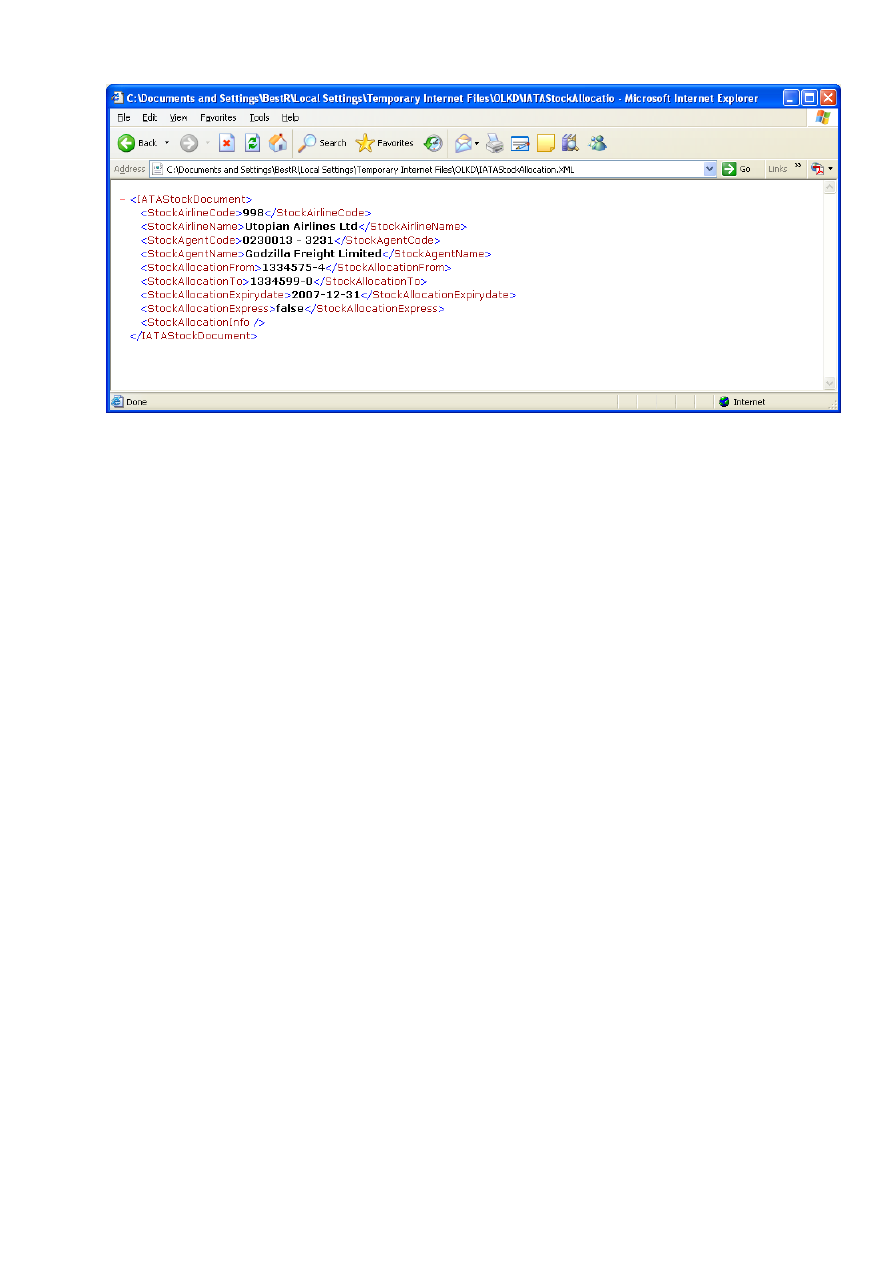 C:\Documents and Settings\BestR\Local Settings\Temporary Internet Files\OLKD\IATAStockAllocatio - Microsoft Internet Explorer
File Edit View Favorites Tools Help
Back Search Favorites
Address C:\Documents and Settings\BestR\Local Settings\Temporary Internet Files\OLKD\IATAStockAllocation.XML Go Links »
- <IATAStockDocument>
<StockAirlineCode>998</StockAirlineCode>
<StockAirlineName>Utopian Airlines Ltd</StockAirlineName>
<StockAgentCode>0230013 - 3231</StockAgentCode>
<StockAgentName>Godzilla Freight Limited</StockAgentName>
<StockAllocationFrom>1334575-4</StockAllocationFrom>
<StockAllocationTo>1334599-0</StockAllocationTo>
<StockAllocationExpirydate>2007-12-31</StockAllocationExpirydate>
<StockAllocationExpress>false</StockAllocationExpress>
<StockAllocationInfo />
</IATAStockDocument>
Done Internet